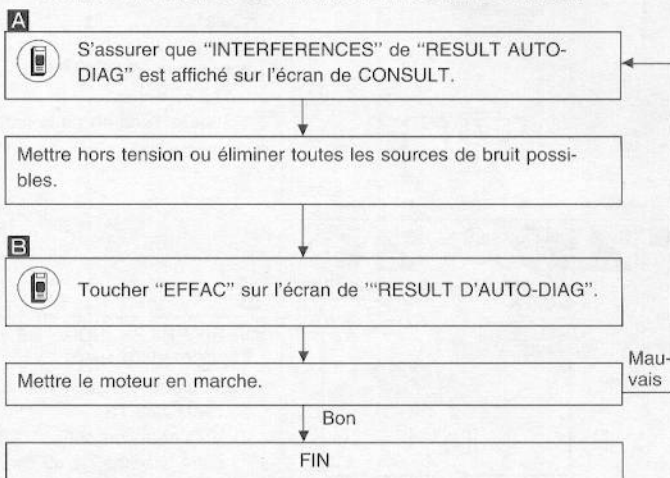 A
S'assurer que “INTERFERENCES” de “RESULT AUTO-
DIAG” est affiché sur l'écran de CONSULT.
Mettre hors tension ou éliminer toutes les sources de bruit possi-
bles.
B
Toucher “EFFAC” sur l'écran de '“RESULT D'AUTO-DIAG”.
Mettre le moteur en marche.
Mau-
vais
Bon
FIN